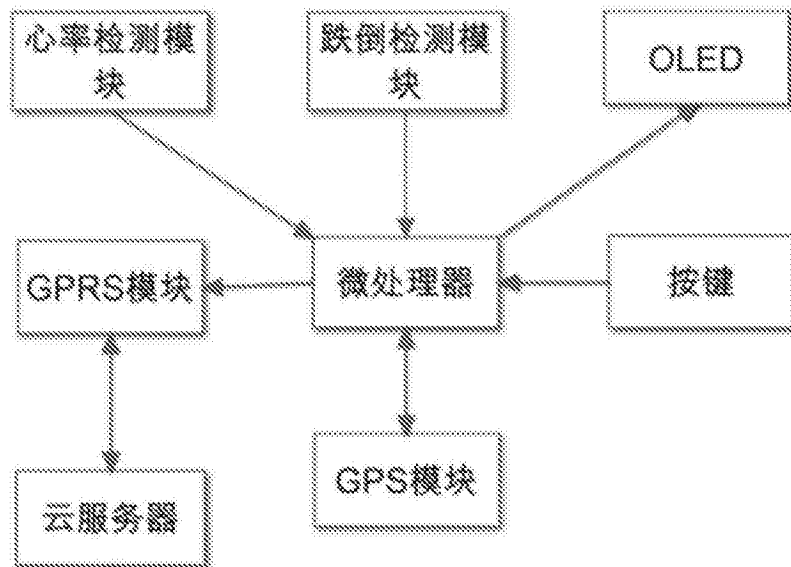 心率检测模
块
跌倒检测模
块
OLED
GPRS模块
微处理器
按键
云服务器
GPS模块